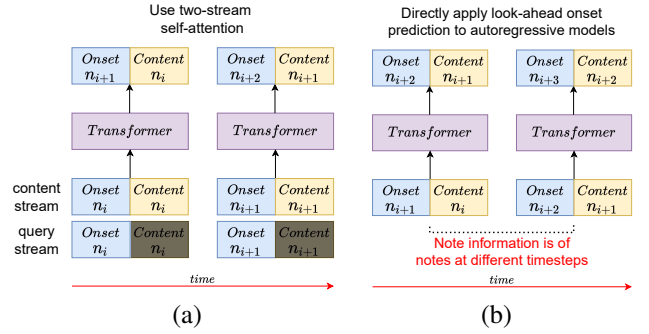 Use two-stream
self-attention
Onset Content Onset Content
n_{i+1} n_i n_{i+2} n_{i+1}
Transformer Transformer
content
stream
Onset Content Onset Content
n_i n_i n_{i+1} n_{i+1}
query
stream
Onset Content Onset Content
n_i n_i n_{i+1} n_{i+1}
time
(a)
Directly apply look-ahead onset
prediction to autoregressive models
Onset Content Onset Content
n_{i+2} n_{i+1} n_{i+3} n_{i+2}
Transformer Transformer
Onset Content Onset Content
n_{i+1} n_i n_{i+2} n_{i+1}
Note information is of
notes at different timesteps
time
(b)